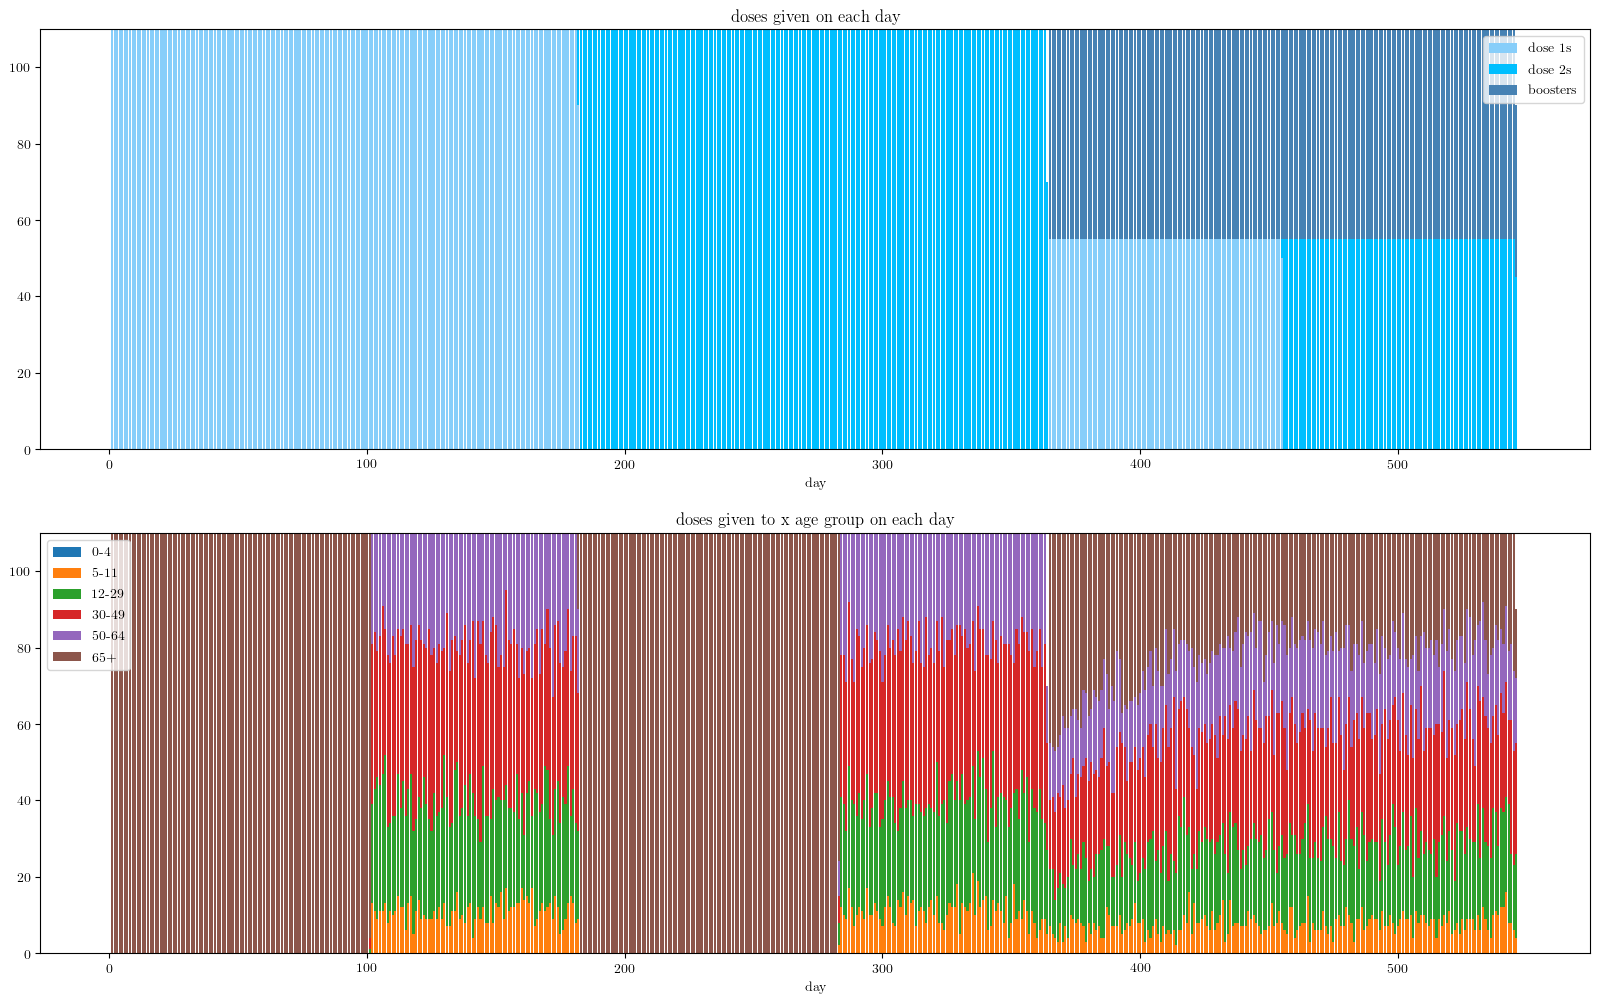 doses given on each day
100
80
60
40
20
0
dose 1s
dose 2s
boosters
0 100 200 300 400 500
day
doses given to x age group on each day
100
80
60
40
20
0
0-4
5-11
12-29
30-49
50-64
65+
0 100 200 300 400 500
day